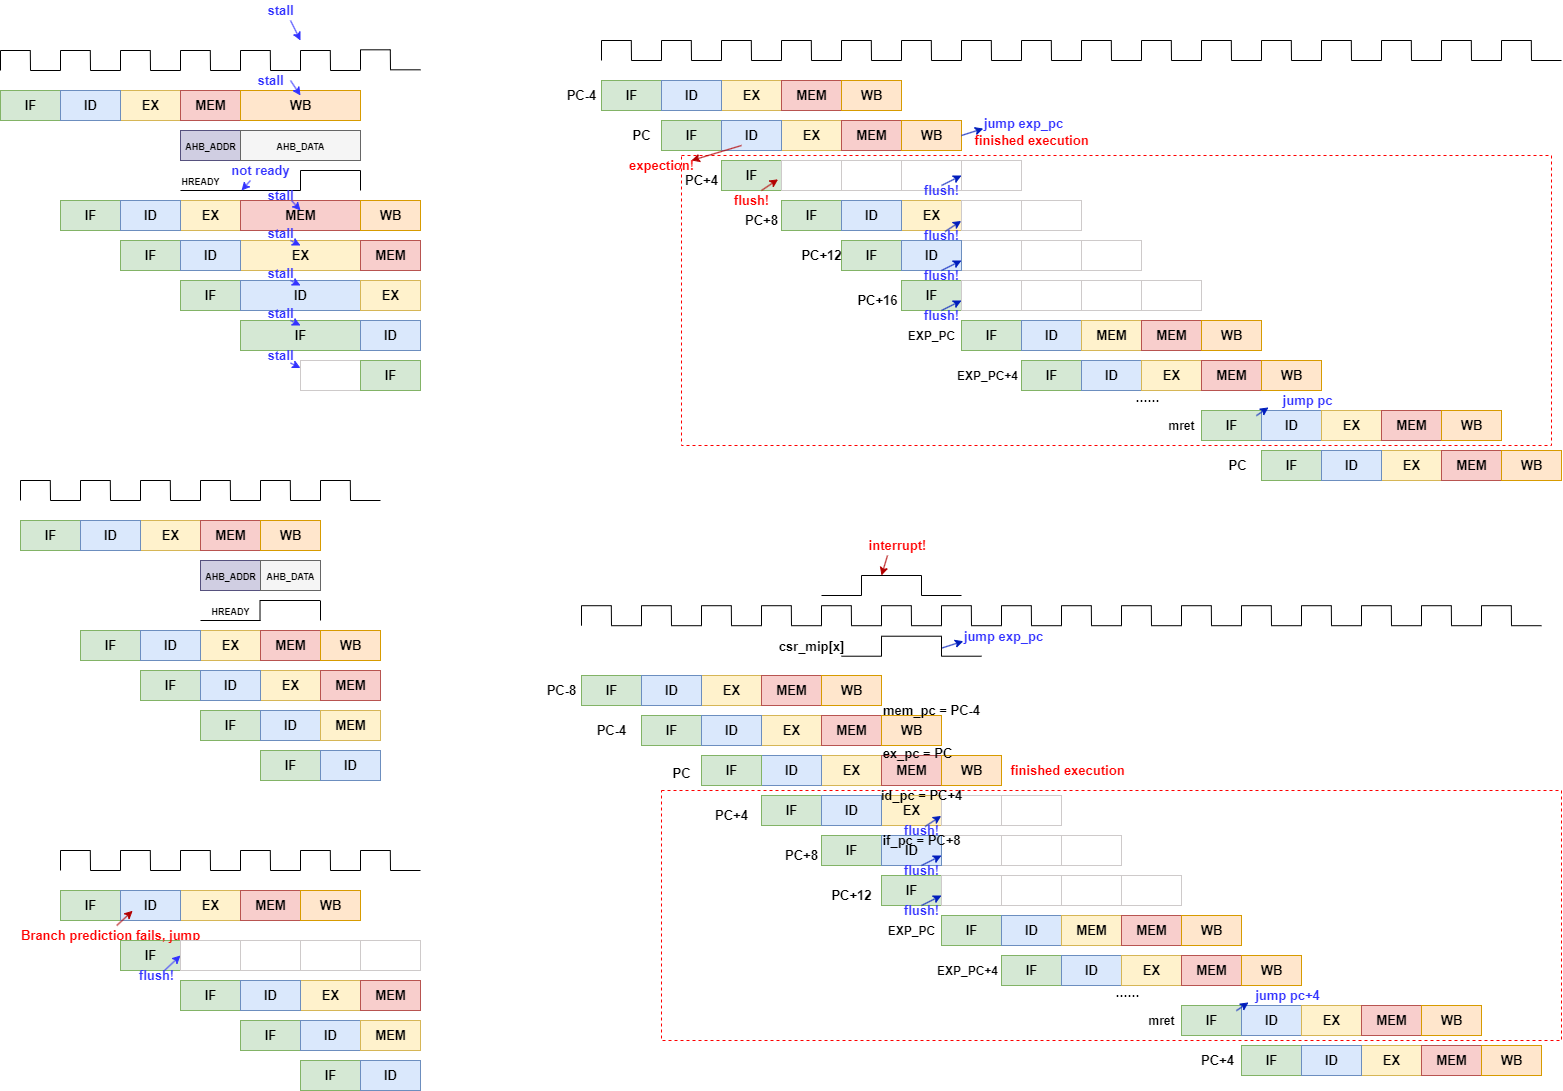 stall
stall
IF ID EX MEM WB
AHB_ADDR AHB_DATA
not ready
HREADY
stall
IF ID EX MEM WB
stall
IF ID EX MEM
stall
IF ID EX
stall
IF ID
stall
IF
PC-4 IF ID EX MEM WB
jump exp_pc
PC IF ID EX MEM WB
finished execution
expection!
PC+4 IF
flush!
flush!
PC+8 IF ID EX
flush!
PC+12 IF ID
flush!
PC+16 IF
flush!
EXP_PC IF ID MEM MEM WB
EXP_PC+4 IF ID EX MEM WB
......
jump pc
mret IF ID EX MEM WB
PC IF ID EX MEM WB
IF ID EX MEM WB
AHB_ADDR AHB_DATA
HREADY
IF ID EX MEM WB
IF ID EX MEM
IF ID MEM
IF ID
interrupt!
csr_mip[x]
jump exp_pc
PC-8 IF ID EX MEM WB
mem_pc = PC-4
PC-4 IF ID EX MEM WB
ex_pc = PC
PC IF ID EX MEM WB
finished execution
id_pc = PC+4
PC+4 IF ID EX
flush!
if_pc = PC+8
PC+8 IF ID
flush!
PC+12 IF
flush!
EXP_PC IF ID MEM MEM WB
EXP_PC+4 IF ID EX MEM WB
......
jump pc+4
mret IF ID EX MEM WB
PC+4 IF ID EX MEM WB
IF ID EX MEM WB
Branch prediction fails, jump
IF
flush!
IF ID EX MEM
IF ID MEM
IF ID